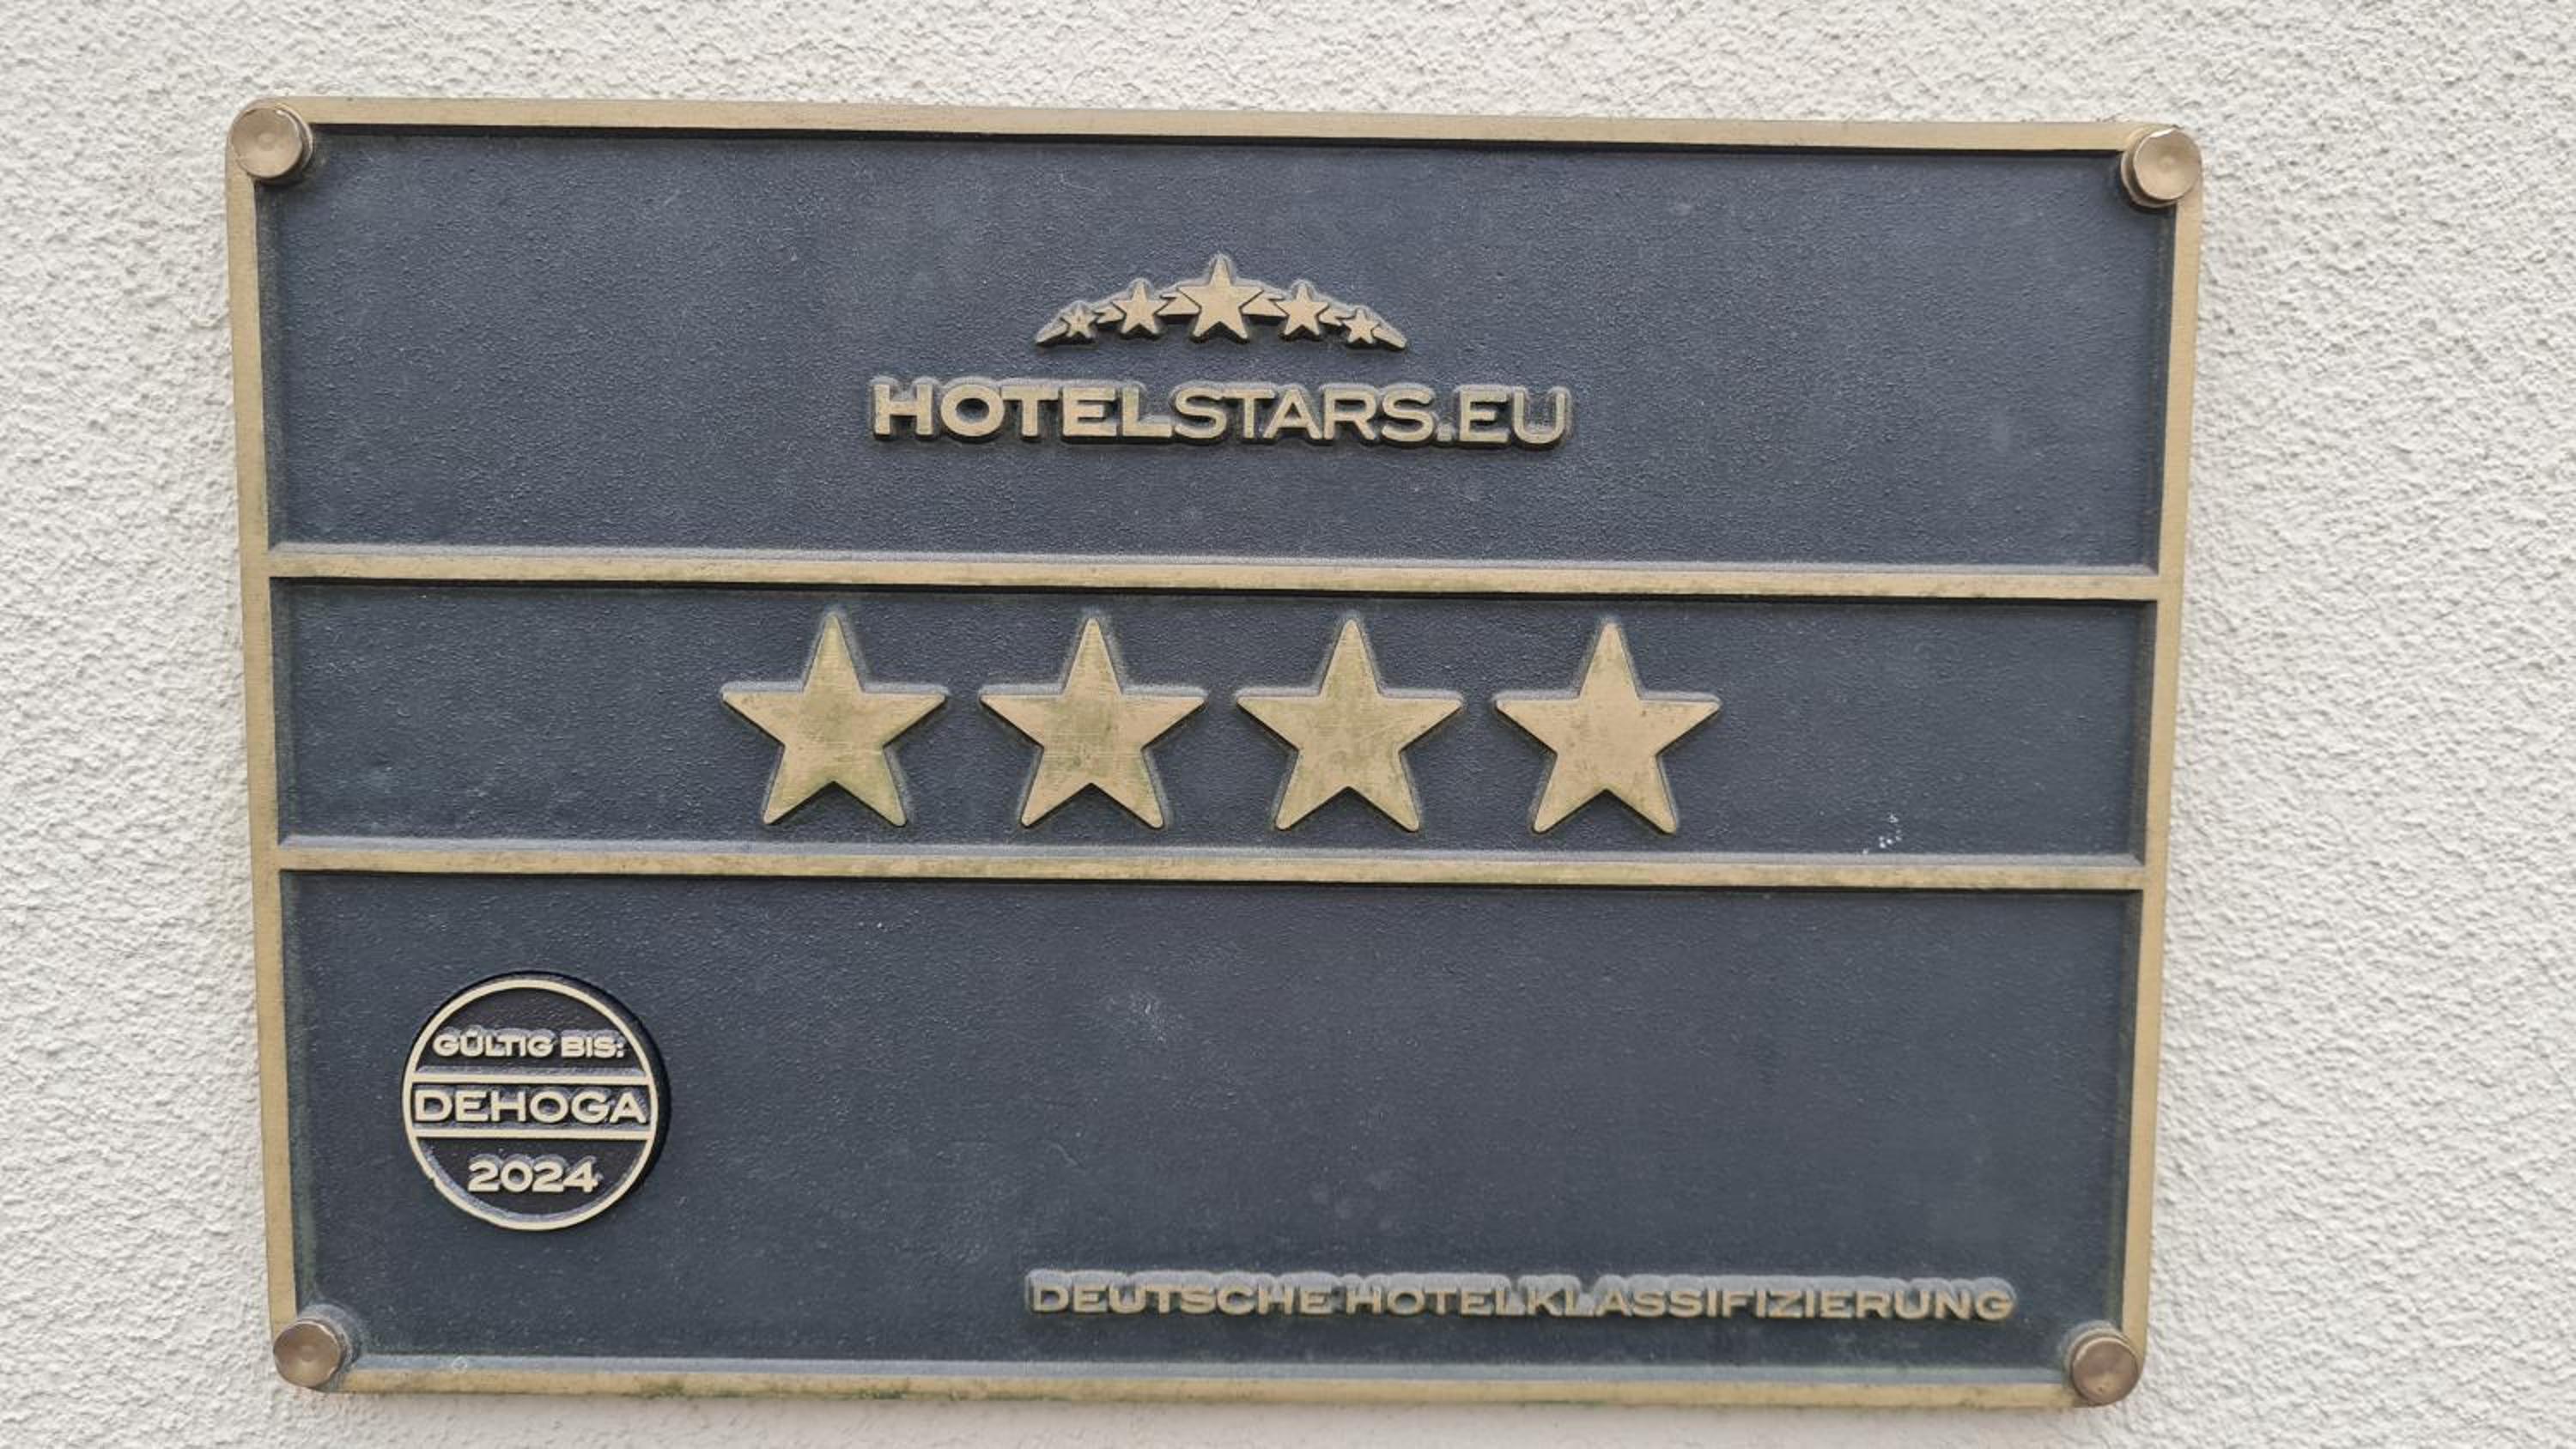 HOTELSTARS.EU
GÜLTIG BIS:
DEHOGA
2024
DEUTSCHE HOTELKLASSIFIZIERUNG